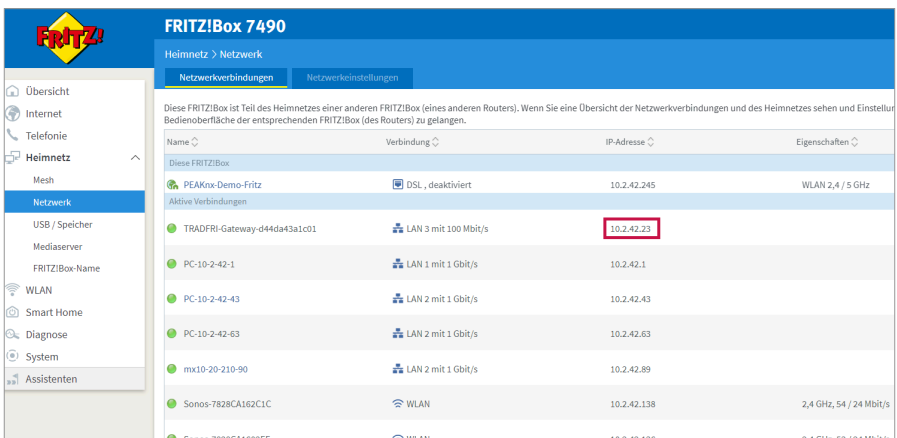 FRITZ!
FRITZ!Box 7490
Heimnetz > Netzwerk
Netzwerkverbindungen Netzwerkeinstellungen
Übersicht
Internet
Telefonie
Heimnetz
Mesh
Netzwerk
USB / Speicher
Mediaserver
FRITZ!Box-Name
WLAN
Smart Home
Diagnose
System
Assistenten
Diese FRITZ!Box ist Teil des Heimnetzes einer anderen FRITZ!Box (eines anderen Routers). Wenn Sie eine Übersicht der Netzwerkverbindungen und des Heimnetzes sehen und Einstellun
Bedienoberfläche der entsprechenden FRITZ!Box (des Routers) zu gelangen.
Name Verbindung IP-Adresse Eigenschaften
Diese FRITZ!Box
PEAKnx-Demo-Fritz DSL , deaktiviert 10.2.42.245 WLAN 2,4 / 5 GHz
Aktive Verbindungen
TRADFRI-Gateway-d44da43a1c01 LAN 3 mit 100 Mbit/s 10.2.42.23
PC-10-2-42-1 LAN 1 mit 1 Gbit/s 10.2.42.1
PC-10-2-42-43 LAN 2 mit 1 Gbit/s 10.2.42.43
PC-10-2-42-63 LAN 2 mit 1 Gbit/s 10.2.42.63
mx10-20-210-90 LAN 2 mit 1 Gbit/s 10.2.42.89
Sonos-7828CA162C1C WLAN 10.2.42.138 2,4 GHz, 54 / 24 Mbit/s